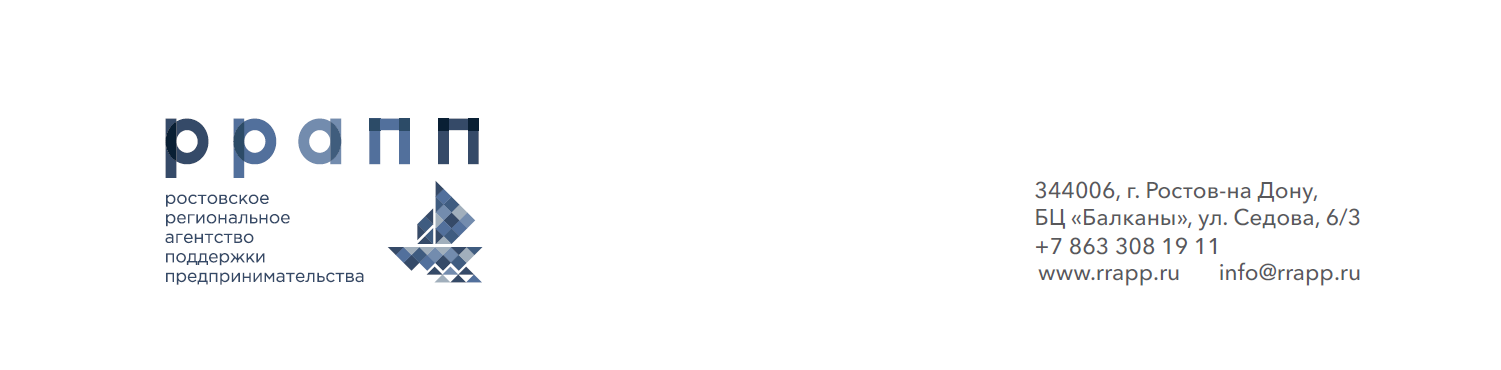 ррапп
ростовское
региональное
агентство
поддержки
предпринимательства
344006, г. Ростов-на Дону,
БЦ «Балканы», ул. Седова, 6/3
+7 863 308 19 11
www.rrapp.ru info@rrapp.ru